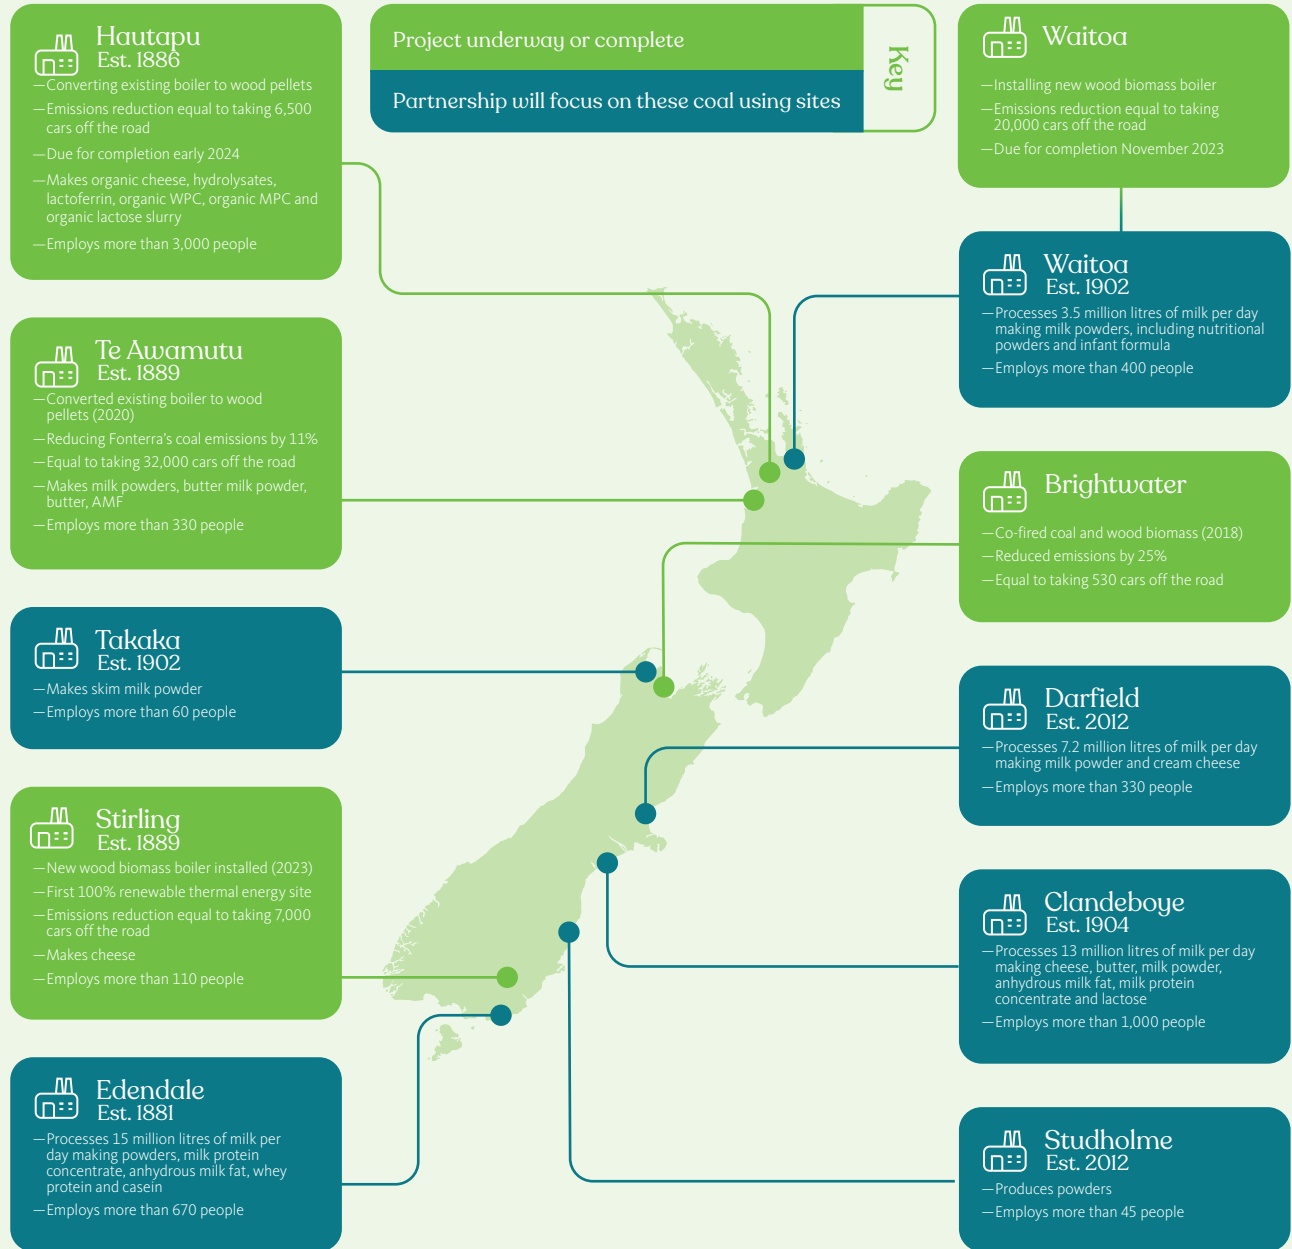 Hautapu
Est. 1886
—Converting existing boiler to wood pellets
—Emissions reduction equal to taking 6,500
cars off the road
—Due for completion early 2024
—Makes organic cheese, hydrolysates,
lactoferrin, organic WPC, organic MPC and
organic lactose slurry
—Employs more than 3,000 people
Project underway or complete
Partnership will focus on these coal using sites
Key
Waitoa
—Installing new wood biomass boiler
—Emissions reduction equal to taking
20,000 cars off the road
—Due for completion November 2023
Waitoa
Est. 1902
—Processes 3.5 million litres of milk per day
making milk powders, including nutritional
powders and infant formula
—Employs more than 400 people
Te Awamutu
Est. 1889
—Converted existing boiler to wood
pellets (2020)
—Reducing Fonterra's coal emissions by 11%
—Equal to taking 32,000 cars off the road
—Makes milk powders, butter milk powder,
butter, AMF
—Employs more than 330 people
Brightwater
—Co-fired coal and wood biomass (2018)
—Reduced emissions by 25%
—Equal to taking 530 cars off the road
Takaka
Est. 1902
—Makes skim milk powder
—Employs more than 60 people
Darfield
Est. 2012
—Processes 7.2 million litres of milk per day
making milk powder and cream cheese
—Employs more than 330 people
Stirling
Est. 1889
—New wood biomass boiler installed (2023)
—First 100% renewable thermal energy site
—Emissions reduction equal to taking 7,000
cars off the road
—Makes cheese
—Employs more than 110 people
Clandeboye
Est. 1904
—Processes 13 million litres of milk per day
making cheese, butter, milk powder,
anhydrous milk fat, milk protein
concentrate and lactose
—Employs more than 1,000 people
Edendale
Est. 1881
—Processes 15 million litres of milk per
day making powders, milk protein
concentrate, anhydrous milk fat, whey
protein and casein
—Employs more than 670 people
Studholme
Est. 2012
—Produces powders
—Employs more than 45 people